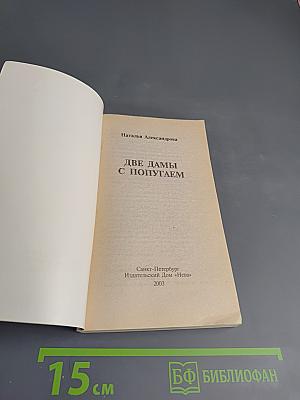 Наталья Александрова
ДВЕ ДАМЫ
С ПОПУГАЕМ
Санкт-Петербург
Издательский Дом «Нева»
2003
15 см
БФ БИБЛИОФАН